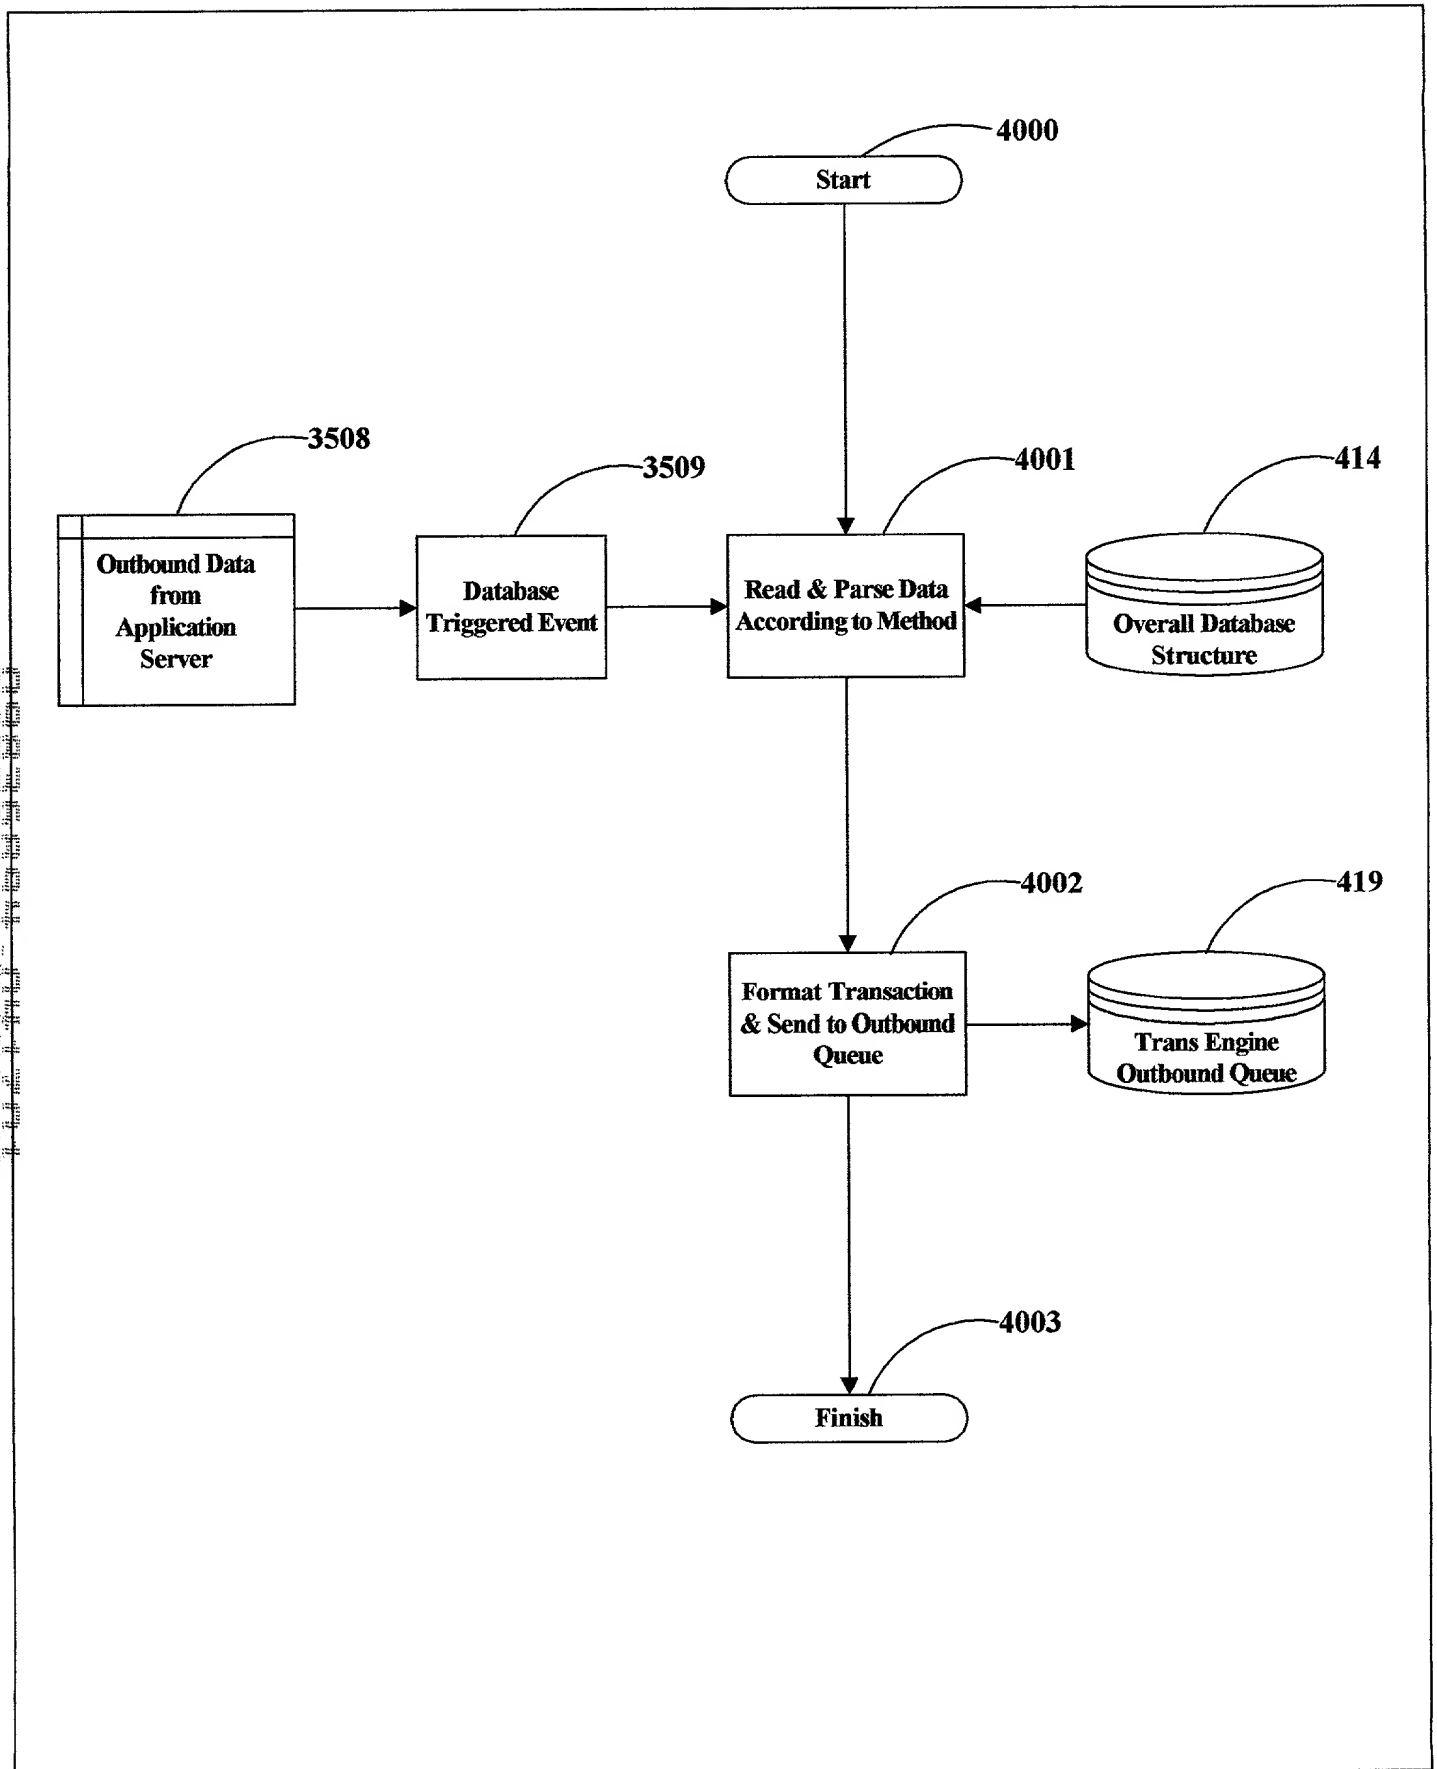 4000
Start
3508
3509
4001
414
Outbound Data
from
Application
Server
Database
Triggered Event
Read & Parse Data
According to Method
Overall Database
Structure
4002
419
Format Transaction
& Send to Outbound
Queue
Trans Engine
Outbound Queue
4003
Finish